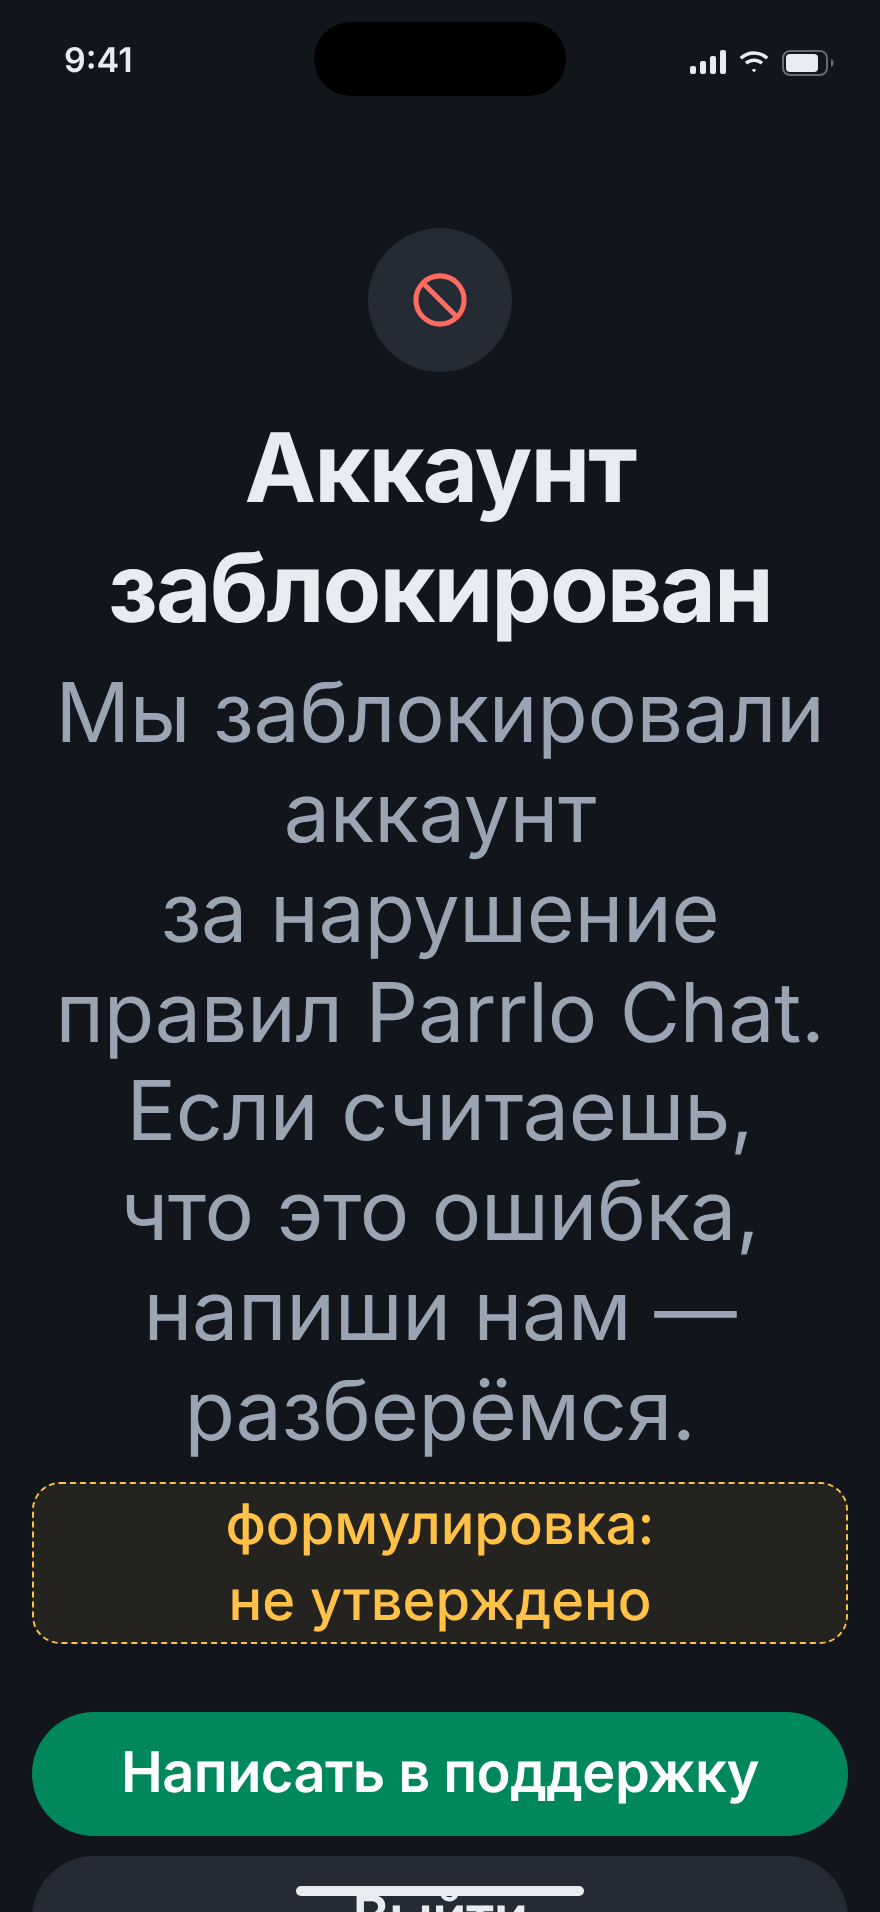 9:41
Аккаунт
заблокирован
Мы заблокировали
аккаунт
за нарушение
правил Parrlo Chat.
Если считаешь,
что это ошибка,
напиши нам —
разберёмся.
формулировка:
не утверждено
Написать в поддержку
Выйти